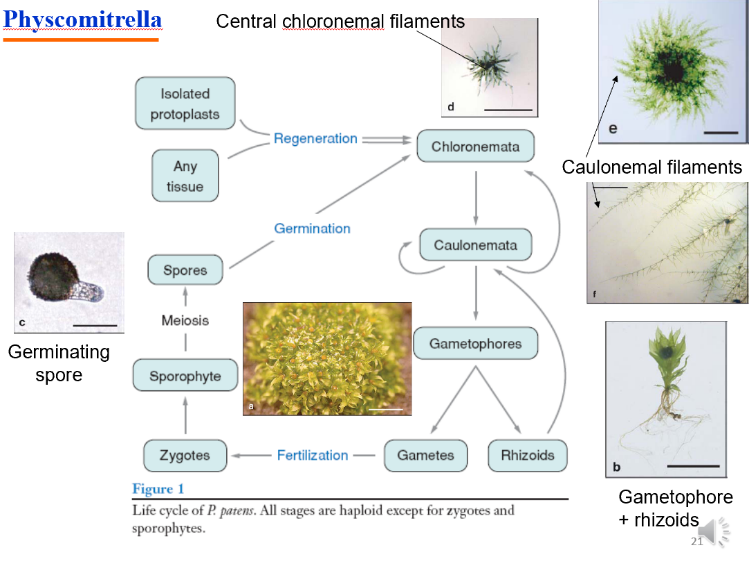 Physcomitrella
Central chloronemal filaments
d
e
Isolated
protoplasts
Regeneration
Chloronemata
Any
tissue
Caulonemal filaments
Germination
Caulonemata
Spores
c
f
Meiosis
Germinating
spore
Gametophores
Sporophyte
a
Zygotes
Fertilization
Gametes
Rhizoids
b
Figure 1
Life cycle of P. patens. All stages are haploid except for zygotes and
sporophytes.
Gametophore
+ rhizoids
21